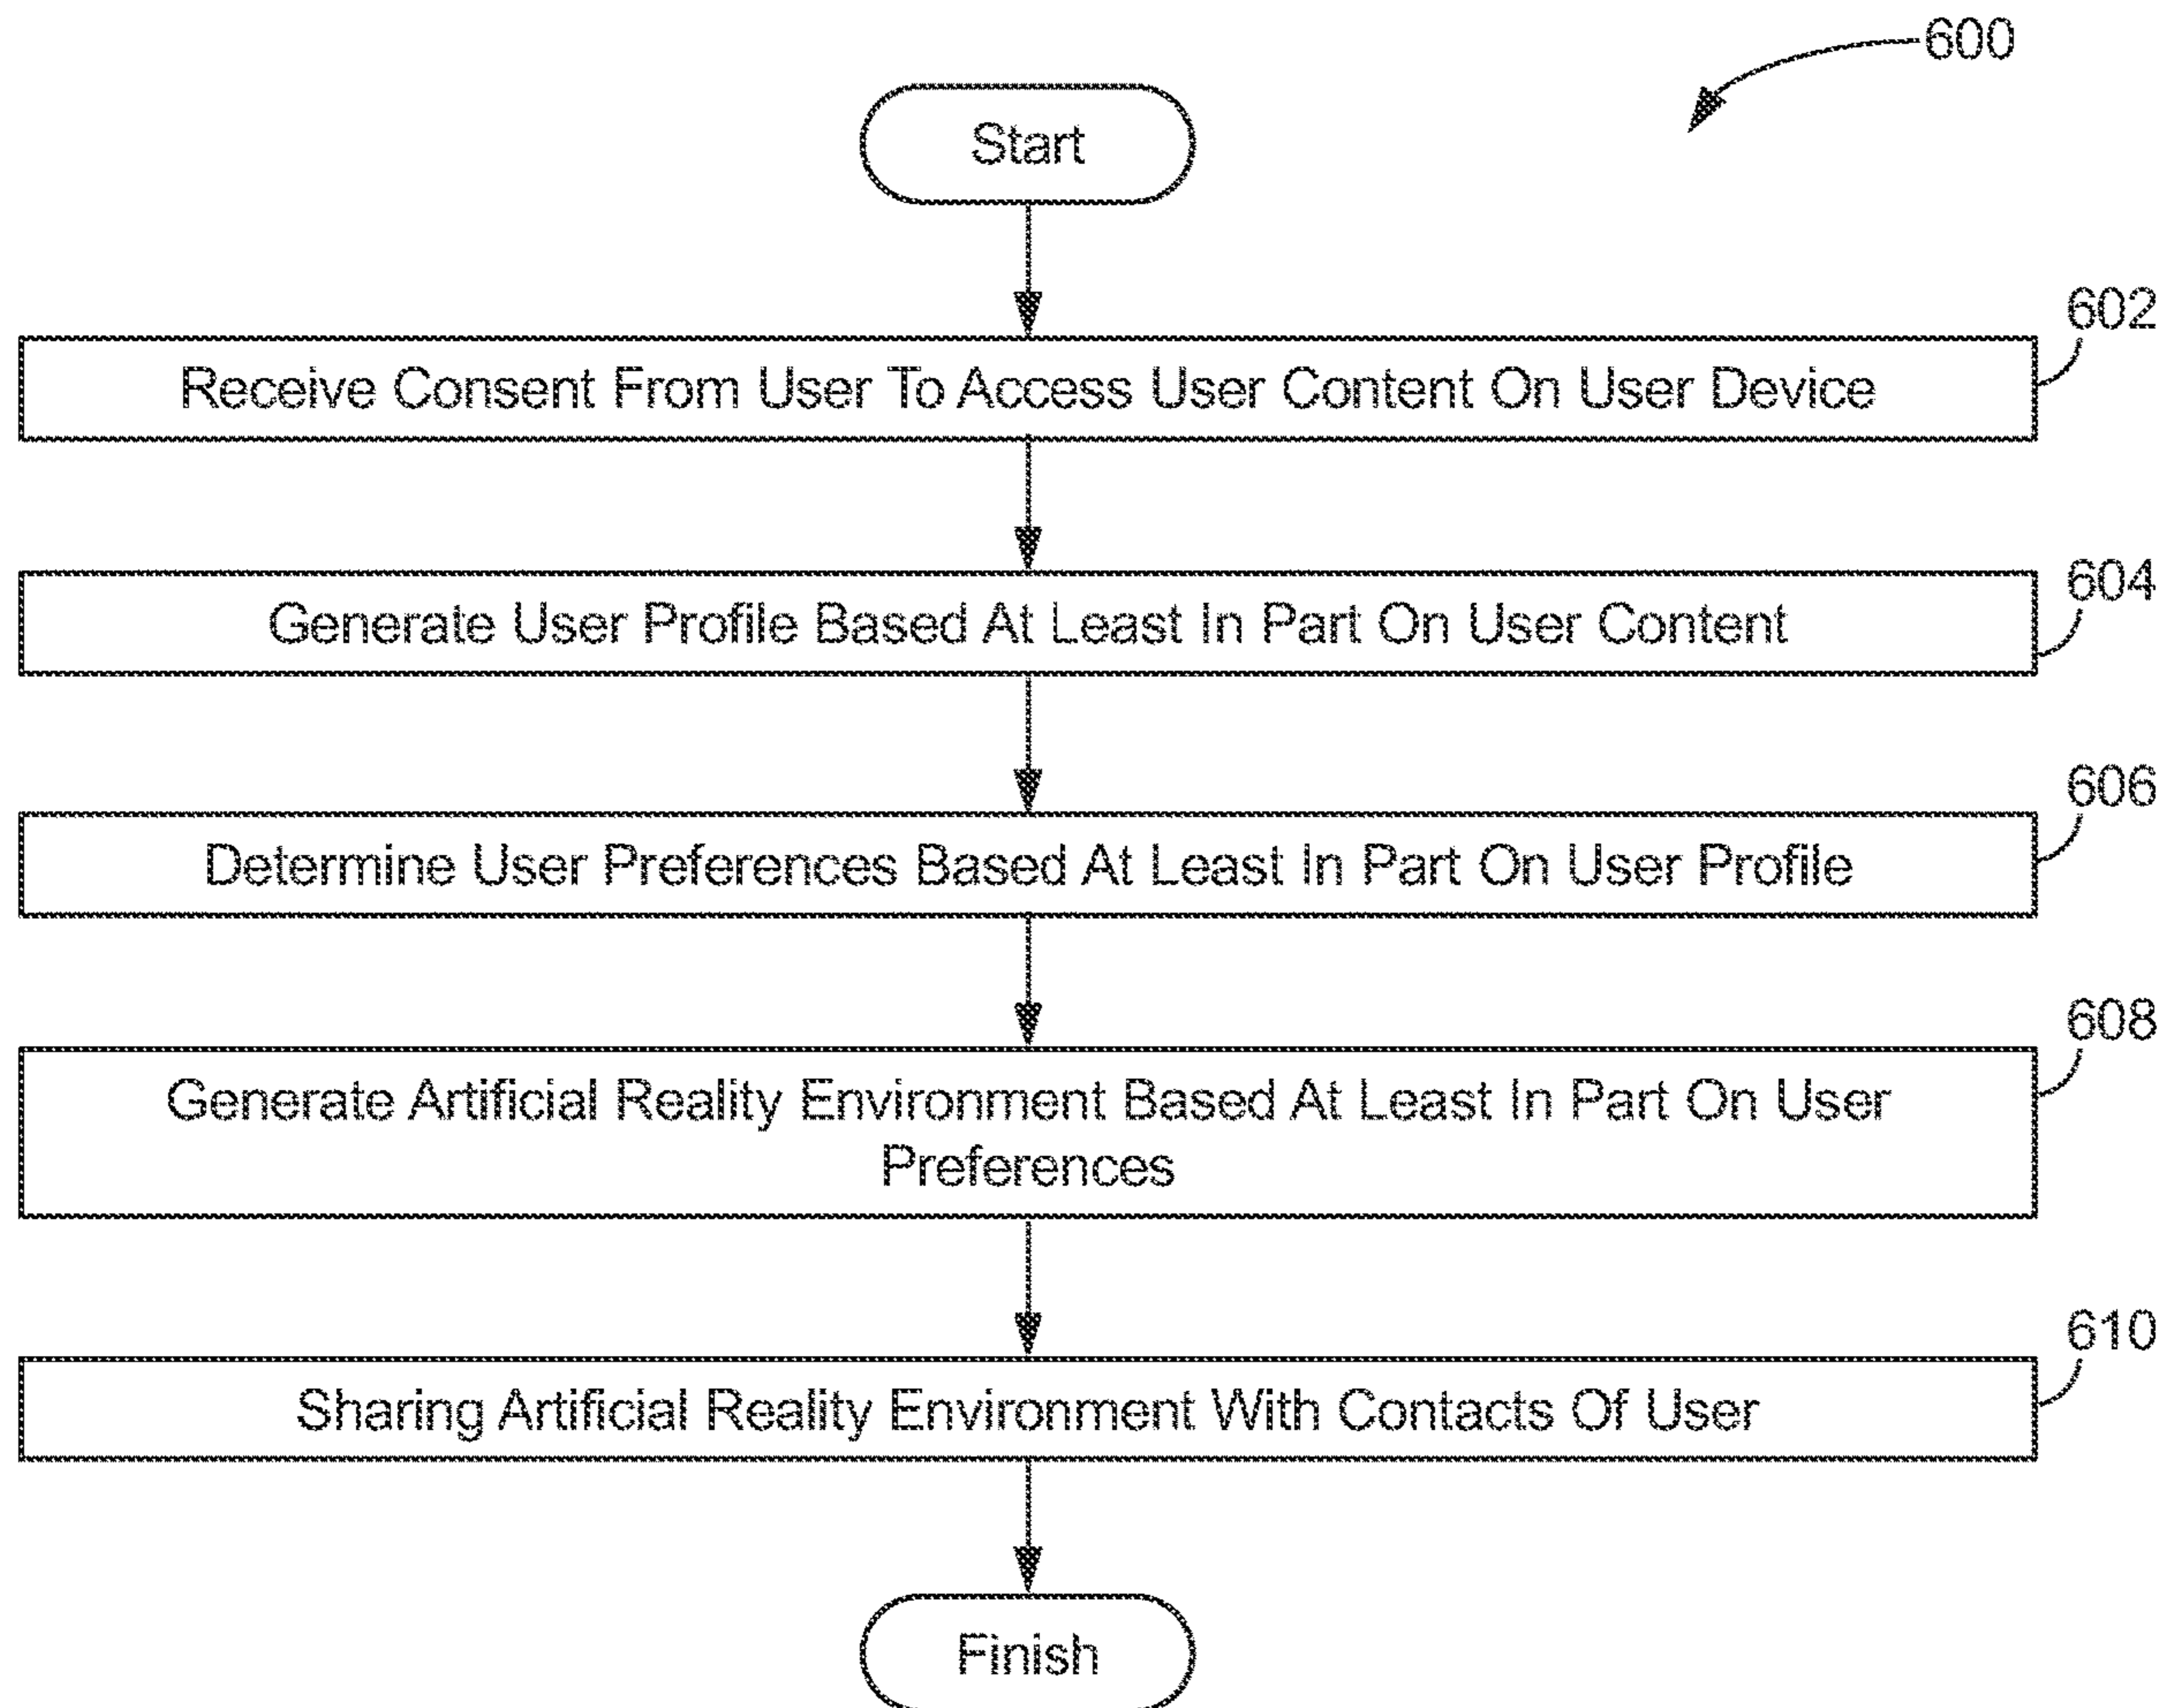 600
Start
602
Receive Consent From User To Access User Content On User Device
604
Generate User Profile Based At Least In Part On User Content
606
Determine User Preferences Based At Least In Part On User Profile
608
Generate Artificial Reality Environment Based At Least In Part On User
Preferences
610
Sharing Artificial Reality Environment With Contacts Of User
Finish